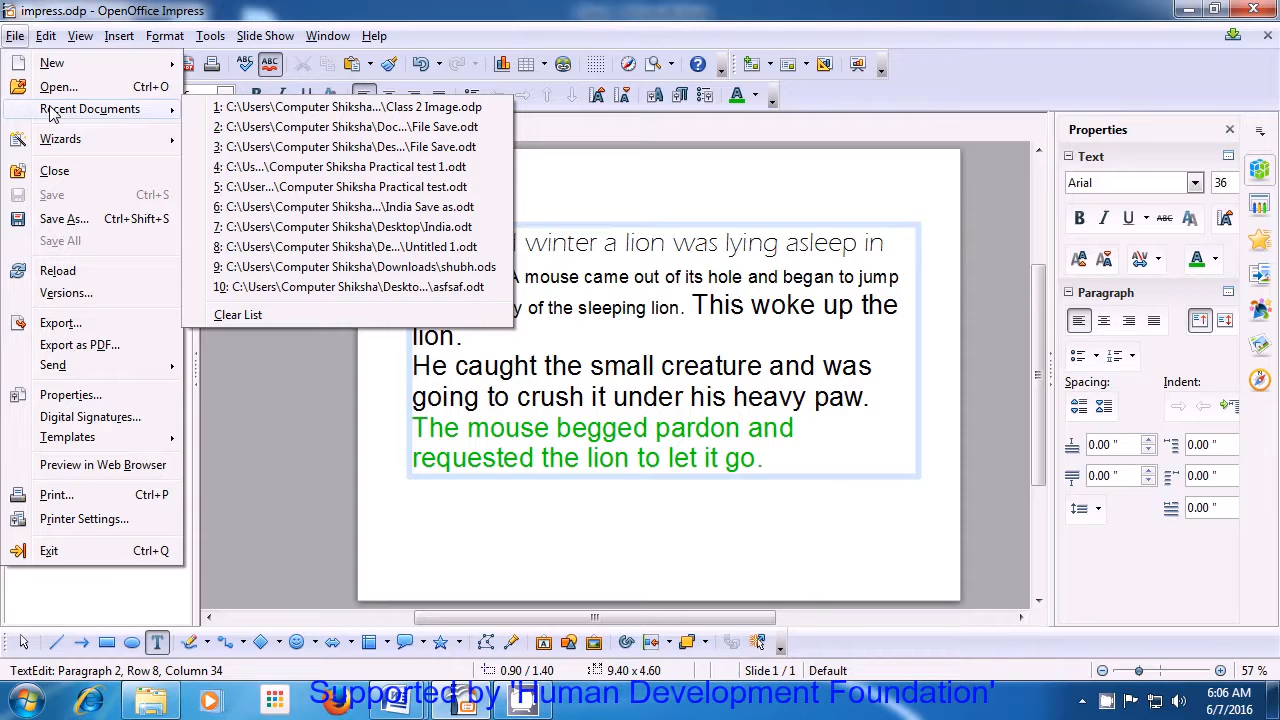 impress.odp - OpenOffice Impress
File Edit View Insert Format Tools Slide Show Window Help
New
Open... Ctrl+O
Recent Documents
Wizards
Close
Save Ctrl+S
Save As... Ctrl+Shift+S
Save All
Reload
Versions...
Export...
Export as PDF...
Send
Properties...
Digital Signatures...
Templates
Preview in Web Browser
Print... Ctrl+P
Printer Settings...
Exit Ctrl+Q
1: C:\Users\Computer Shiksha...\Class 2 Image.odp
2: C:\Users\Computer Shiksha\Doc...\File Save.odt
3: C:\Users\Computer Shiksha\Des...\File Save.odt
4: C:\Us...\Computer Shiksha Practical test 1.odt
5: C:\User...\Computer Shiksha Practical test.odt
6: C:\Users\Computer Shiksha...\India Save as.odt
7: C:\Users\Computer Shiksha\Desktop\India.odt
8: C:\Users\Computer Shiksha\De...\Untitled 1.odt
9: C:\Users\Computer Shiksha\Downloads\shubh.ods
10: C:\Users\Computer Shiksha\Deskto...\asfsaf.odt
Clear List
winter a lion was lying asleep in
A mouse came out of its hole and began to jump
y of the sleeping lion. This woke up the
lion.
He caught the small creature and was
going to crush it under his heavy paw.
The mouse begged pardon and
requested the lion to let it go.
Properties
Text
Arial 36
Paragraph
Spacing: Indent:
0.00 " 0.00 "
0.00 " 0.00 "
0.00 "
TextEdit: Paragraph 2, Row 8, Column 34 0.90 / 1.40 9.40 x 4.60 Slide 1 / 1 Default 57 %
Supported by 'Human Development Foundation'
6:06 AM
6/7/2016